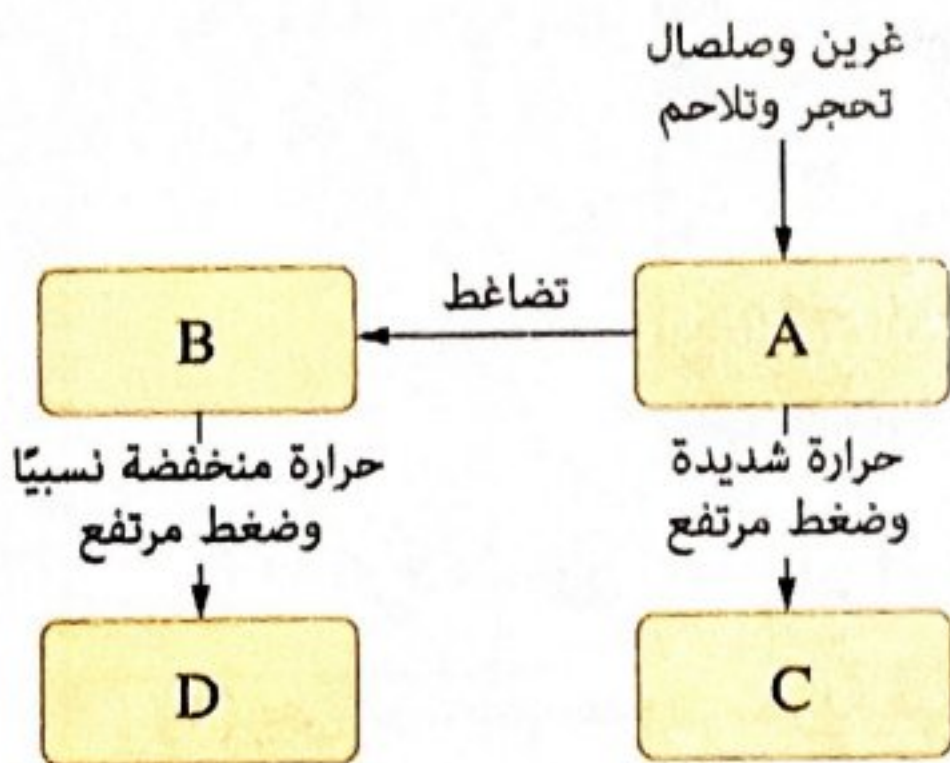 غرين وصلصال
تحجر وتلاحم
A
تضاغط
B
حرارة شديدة
وضغط مرتفع
حرارة منخفضة نسبيًا
وضغط مرتفع
C
D